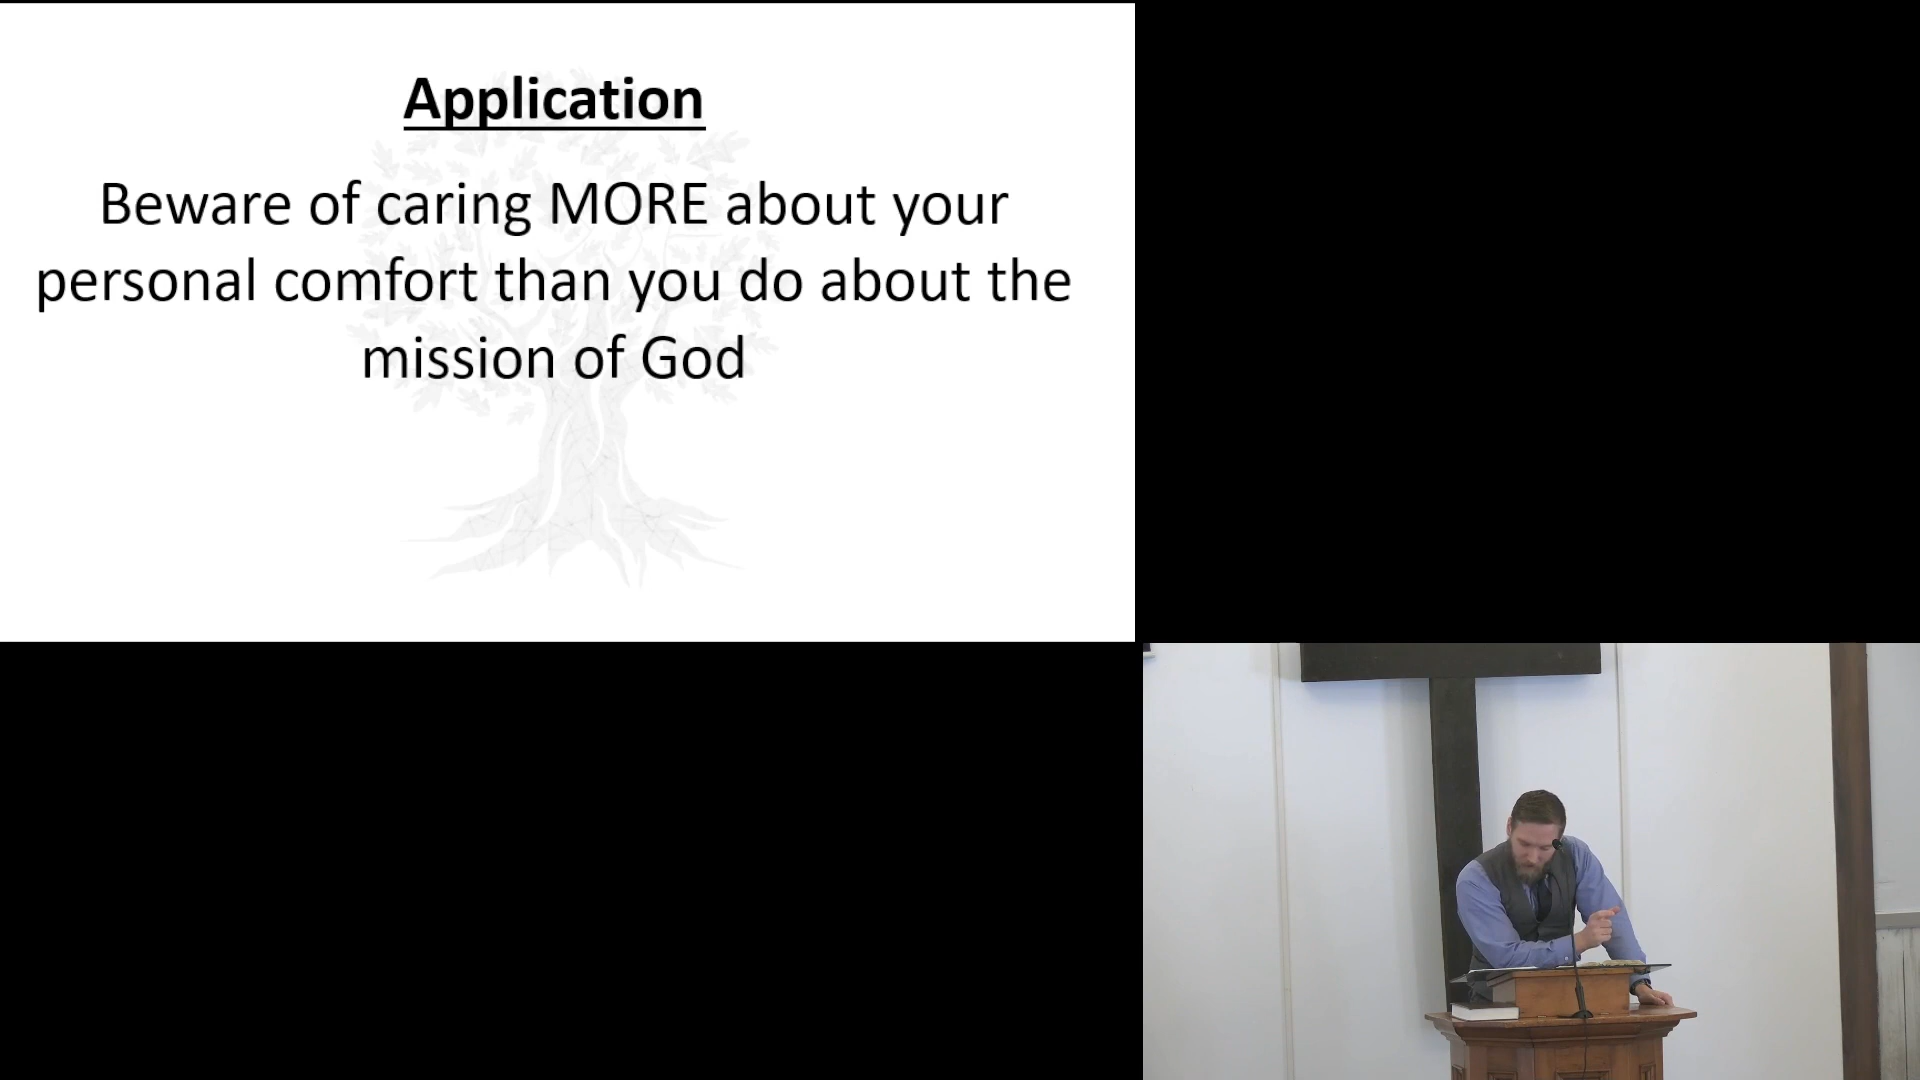 Application
Beware of caring MORE about your
personal comfort than you do about the
mission of God